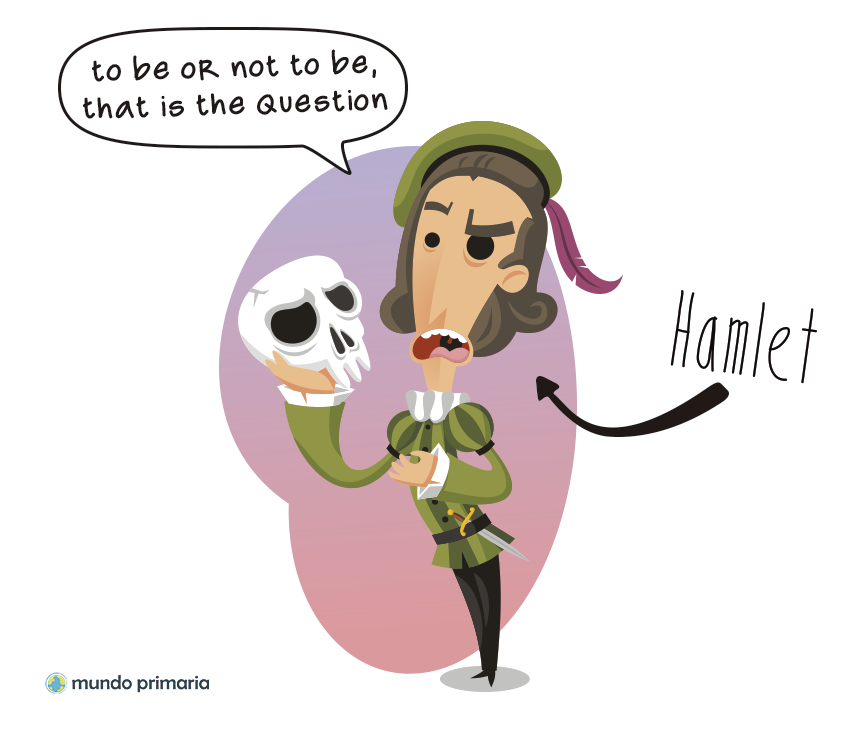 to be OR not to be,
that is the Question
Hamlet
mundo primaria